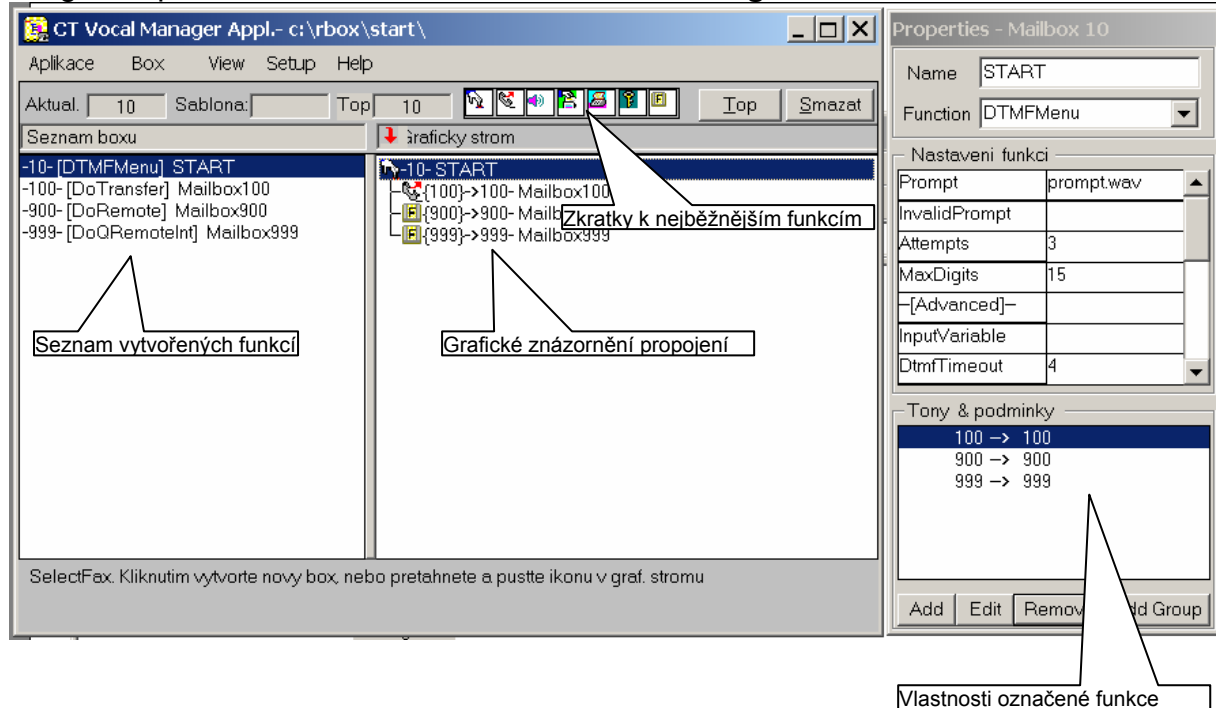 CT Vocal Manager Appl.- c:\rbox\start\
Aplikace Box View Setup Help
Aktual. 10 Sablona: Top 10 Top Smazat
Seznam boxu
-10- [DTMFMenu] START
-100- [DoTransfer] Mailbox100
-900- [DoRemote] Mailbox900
-999- [DoQRemoteInt] Mailbox999
Seznam vytvořených funkcí
Graficky strom
-10- START
{100}->100- Mailbox100
{900}->900- Mailb
{999}->999- Mailbox999
Zkratky k nejběžnějším funkcím
Grafické znázornění propojení
SelectFax. Kliknutim vytvorte novy box, nebo pretahnete a pustte ikonu v graf. stromu
Properties - Mailbox 10
Name START
Function DTMFMenu
Nastaveni funkci
Prompt prompt.wav
InvalidPrompt
Attempts 3
MaxDigits 15
-[Advanced]-
InputVariable
DtmfTimeout 4
Tony & podminky
100 -> 100
900 -> 900
999 -> 999
Add Edit Remov dd Group
Vlastnosti označené funkce